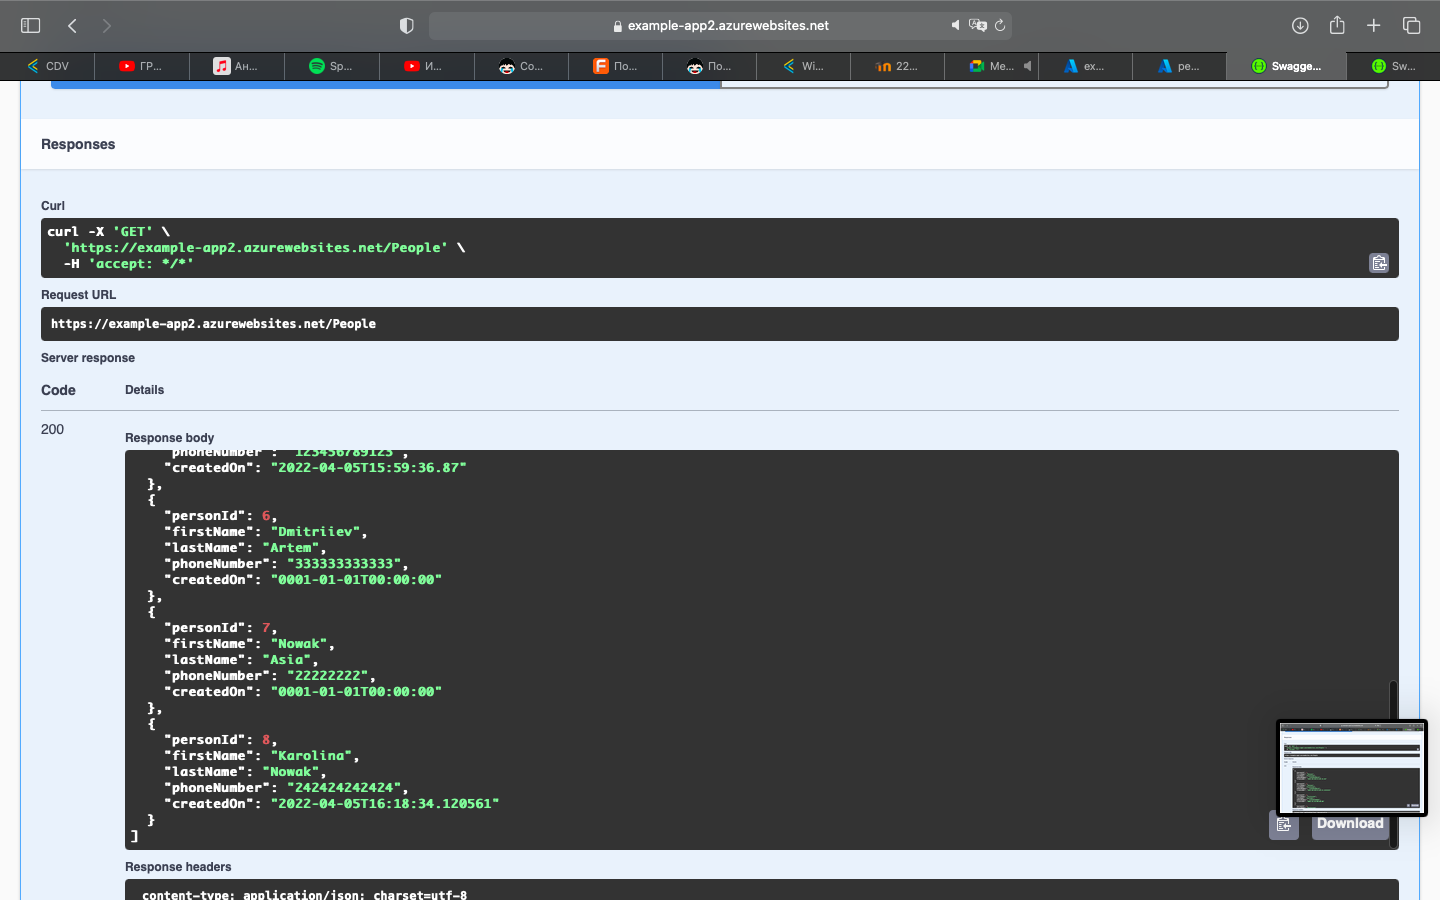 example-app2.azurewebsites.net
CDV
ГР...
Ан...
Sp...
И...
Co...
По...
По...
Wi...
22...
Me...
ex...
pe...
Swagge...
Sw...
Responses
Curl
curl -X 'GET' \
'https://example-app2.azurewebsites.net/People' \
-H 'accept: */*'
Request URL
https://example-app2.azurewebsites.net/People
Server response
Code Details
200
Response body
"phoneNumber": "123456789123",
"createdOn": "2022-04-05T15:59:36.87"
},
{
"personId": 6,
"firstName": "Dmitriiev",
"lastName": "Artem",
"phoneNumber": "333333333333",
"createdOn": "0001-01-01T00:00:00"
},
{
"personId": 7,
"firstName": "Nowak",
"lastName": "Asia",
"phoneNumber": "22222222",
"createdOn": "0001-01-01T00:00:00"
},
{
"personId": 8,
"firstName": "Karolina",
"lastName": "Nowak",
"phoneNumber": "242424242424",
"createdOn": "2022-04-05T16:18:34.120561"
}
]
Download
Response headers
content-type: application/json; charset=utf-8